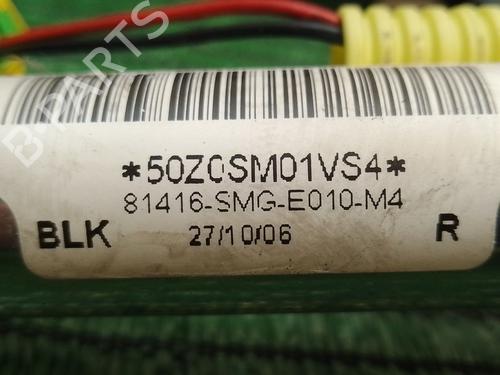 *50Z0SM01VS4*
81416-SMG-E010-M4
BLK 27/10/06 R
B-PARTS